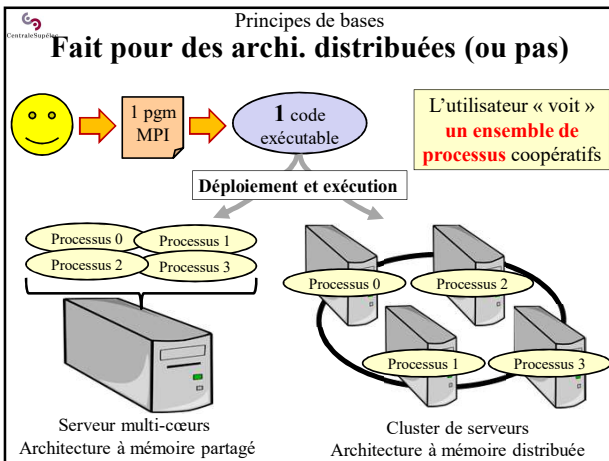 CentraleSupélec
Principes de bases
Fait pour des archi. distribuées (ou pas)
1 pgm
MPI
1 code
exécutable
L'utilisateur « voit »
un ensemble de
processus coopératifs
Déploiement et exécution
Processus 0
Processus 1
Processus 2
Processus 3
Processus 0
Processus 2
Processus 1
Processus 3
Serveur multi-cœurs
Architecture à mémoire partagé
Cluster de serveurs
Architecture à mémoire distribuée